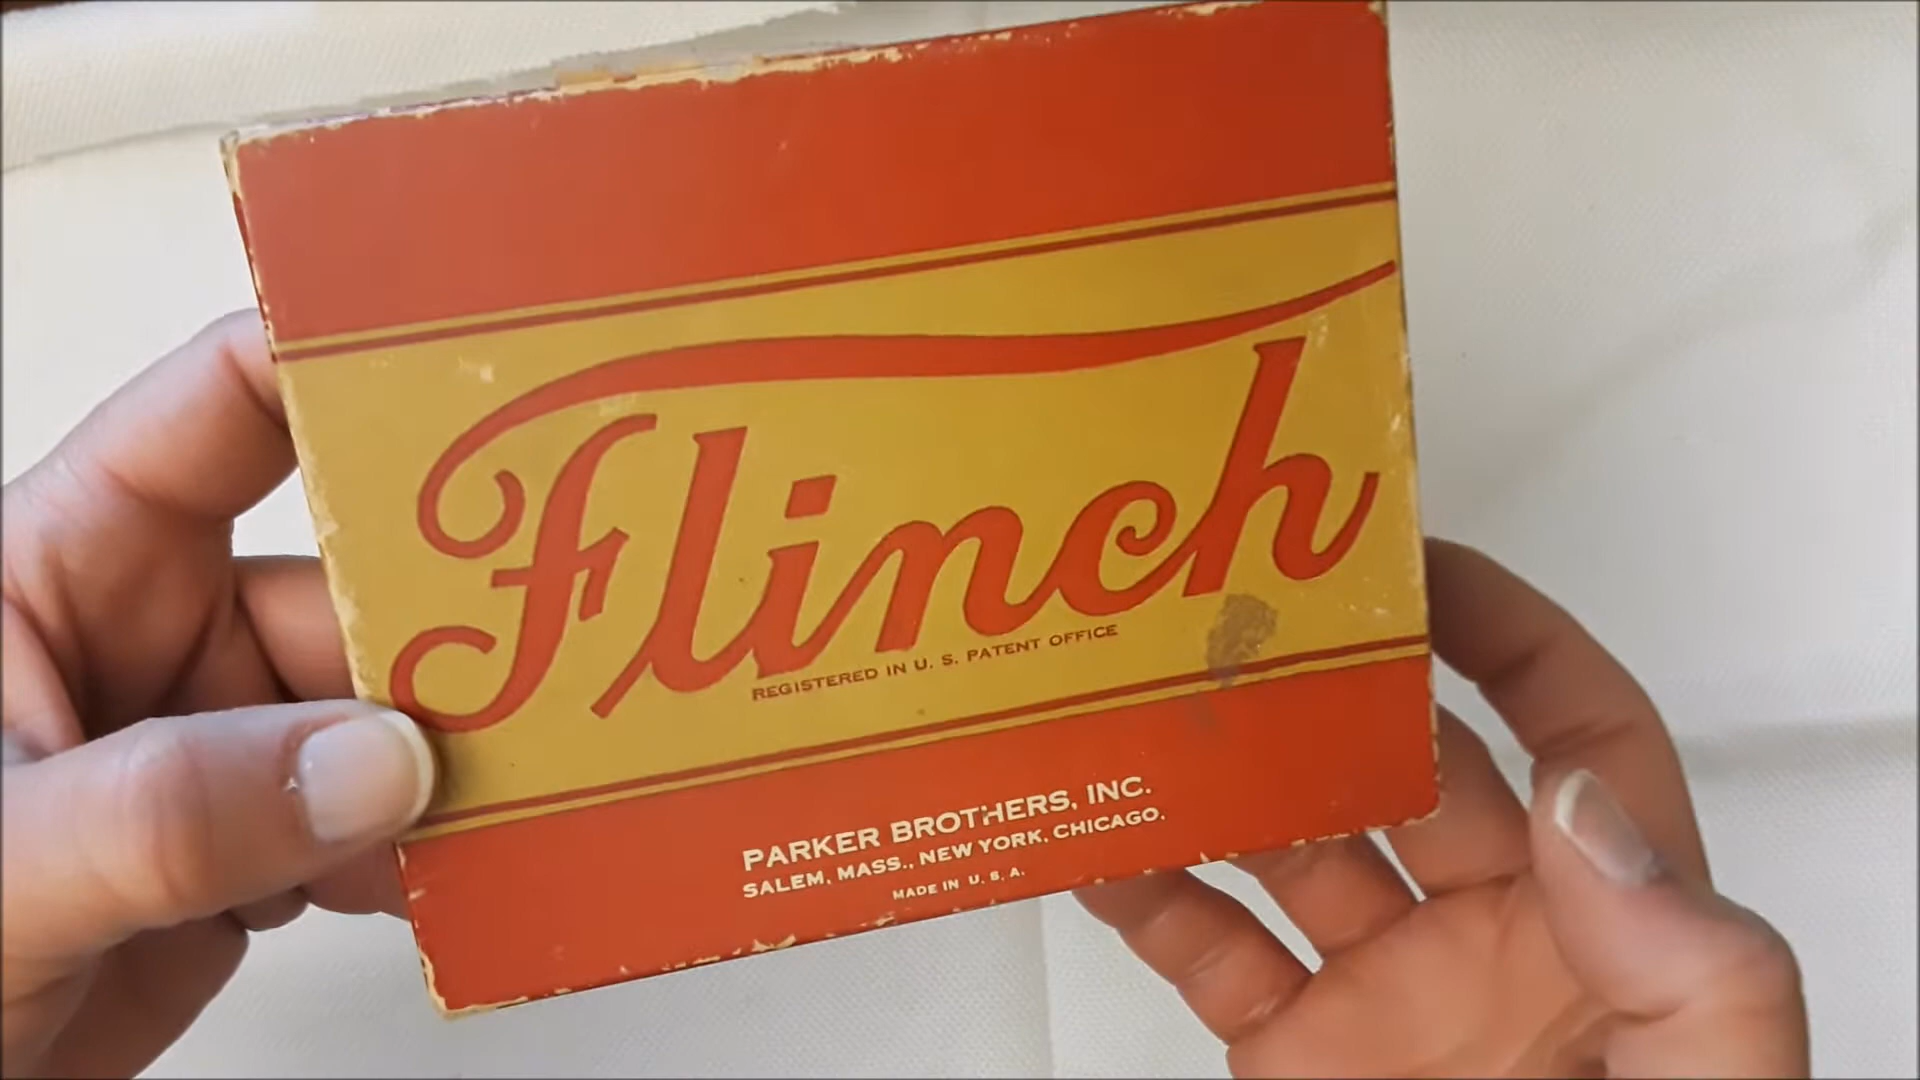 Flinch
REGISTERED IN U. S. PATENT OFFICE
PARKER BROTHERS, INC.
SALEM, MASS., NEW YORK, CHICAGO.
MADE IN U. S. A.